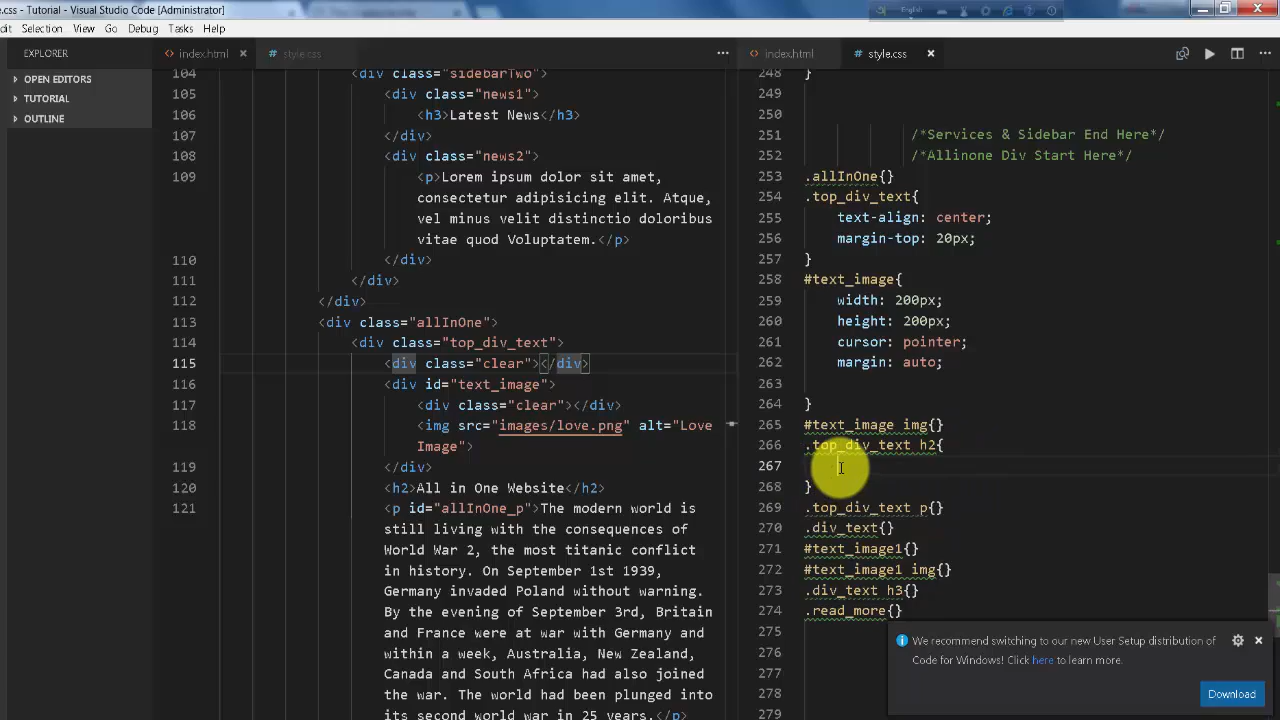 e.css - Tutorial - Visual Studio Code [Administrator]
English
dit Selection View Go Debug Tasks Help
EXPLORER
OPEN EDITORS
TUTORIAL
OUTLINE
<> index.html ×
# style.css
104 <div class="sidebarTwo">
105 <div class="news1">
106 <h3>Latest News</h3>
107 </div>
108 <div class="news2">
109 <p>Lorem ipsum dolor sit amet,
consectetur adipisicing elit. Atque,
vel minus velit distinctio doloribus
vitae quod Voluptatem.</p>
110 </div>
111 </div>
112 </div>
113 <div class="allInOne">
114 <div class="top_div_text">
115 <div class="clear"></div>
116 <div id="text_image">
117 <div class="clear"></div>
118 <img src="images/love.png" alt="Love
Image">
119 </div>
120 <h2>All in One Website</h2>
121 <p id="allInOne_p">The modern world is
still living with the consequences of
World War 2, the most titanic conflict
in history. On September 1st 1939,
Germany invaded Poland without warning.
By the evening of September 3rd, Britain
and France were at war with Germany and
within a week, Australia, New Zealand,
Canada and South Africa had also joined
the war. The world had been plunged into
its second world war in 25 years.</p>
<> index.html
# style.css ×
248 }
249
250
251 /*Services & Sidebar End Here*/
252 /*Allinone Div Start Here*/
253 .allInOne{}
254 .top_div_text{
255 text-align: center;
256 margin-top: 20px;
257 }
258 #text_image{
259 width: 200px;
260 height: 200px;
261 cursor: pointer;
262 margin: auto;
263
264 }
265 #text_image img{}
266 .top_div_text h2{
267
268 }
269 .top_div_text p{}
270 .div_text{}
271 #text_image1{}
272 #text_image1 img{}
273 .div_text h3{}
274 .read_more{}
275
276
277
278
279
We recommend switching to our new User Setup distribution of
Code for Windows! Click here to learn more.
Download